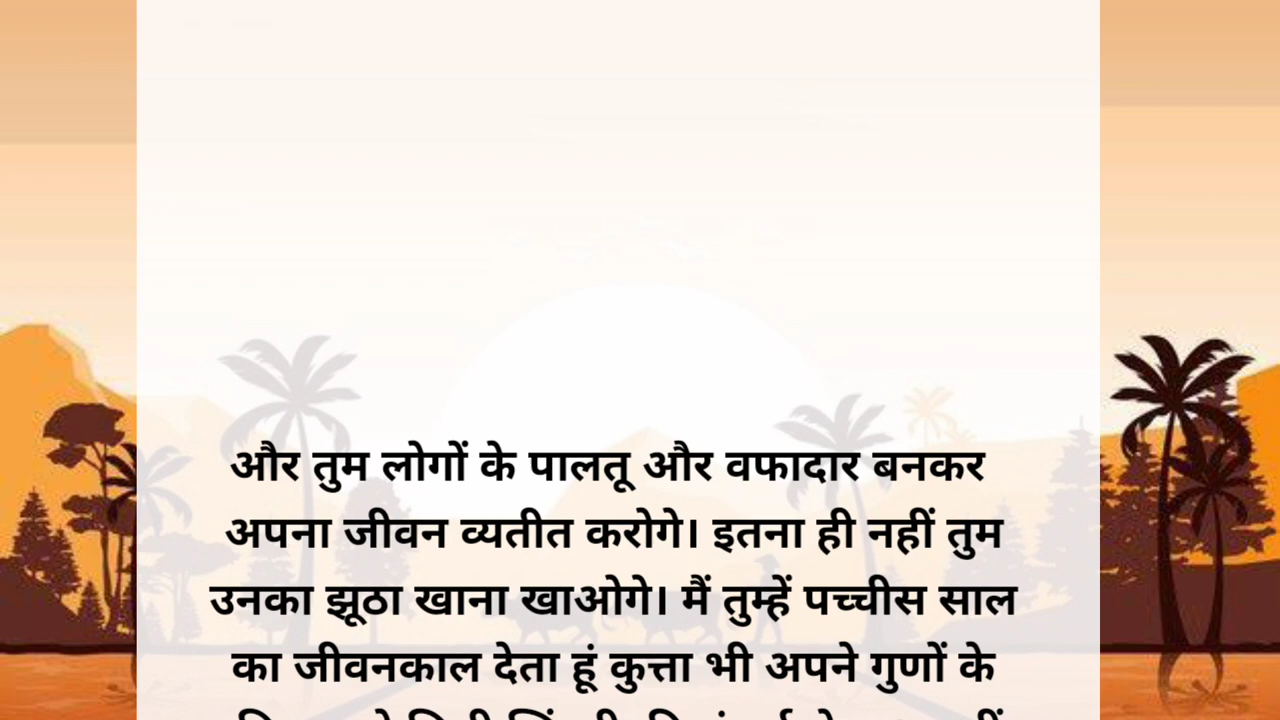 और तुम लोगों के पालतू और वफादार बनकर
अपना जीवन व्यतीत करोगे। इतना ही नहीं तुम
उनका झूठा खाना खाओगे। मैं तुम्हें पच्चीस साल
का जीवनकाल देता हूं कुत्ता भी अपने गुणों के